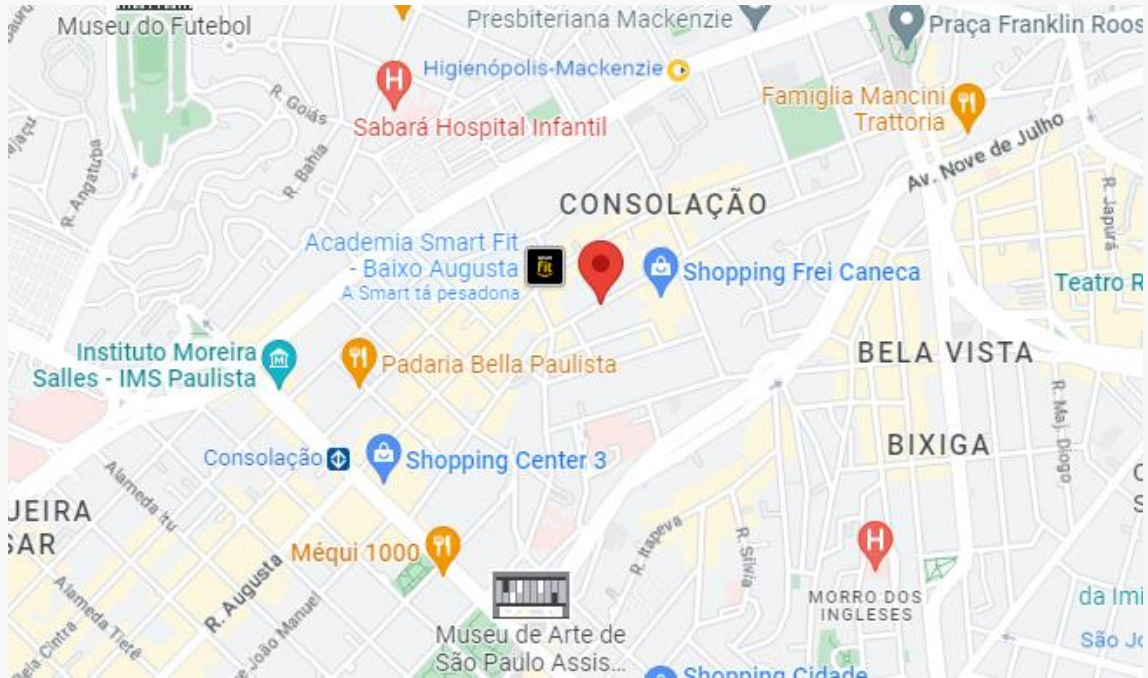 Museu do Futebol
Presbiteriana Mackenzie
Praça Franklin Roos
Higienópolis-Mackenzie
R. Goiás
Sabará Hospital Infantil
Famiglia Mancini
Trattoria
Av. Nove de Julho
R. Bahia
R. Angatuba
R. Japurá
CONSOLAÇÃO
Academia Smart Fit
- Baixo Augusta
A Smart tá pesadona
Fit
Shopping Frei Caneca
Teatro R
Instituto Moreira
Salles - IMS Paulista
Padaria Bella Paulista
BELA VISTA
R. Maj. Diogo
BIXIGA
Consolação
Shopping Center 3
Alameda Itu
UEIRA
SAR
Méqui 1000
R. Augusta
R. Itapeva
R. Sílvia
MORRO DOS
INGLESES
Alameda Tietê
Bela Cintra
e João Manuel
Museu de Arte de
São Paulo Assis...
da Imi
São Jo
Shopping Cidade